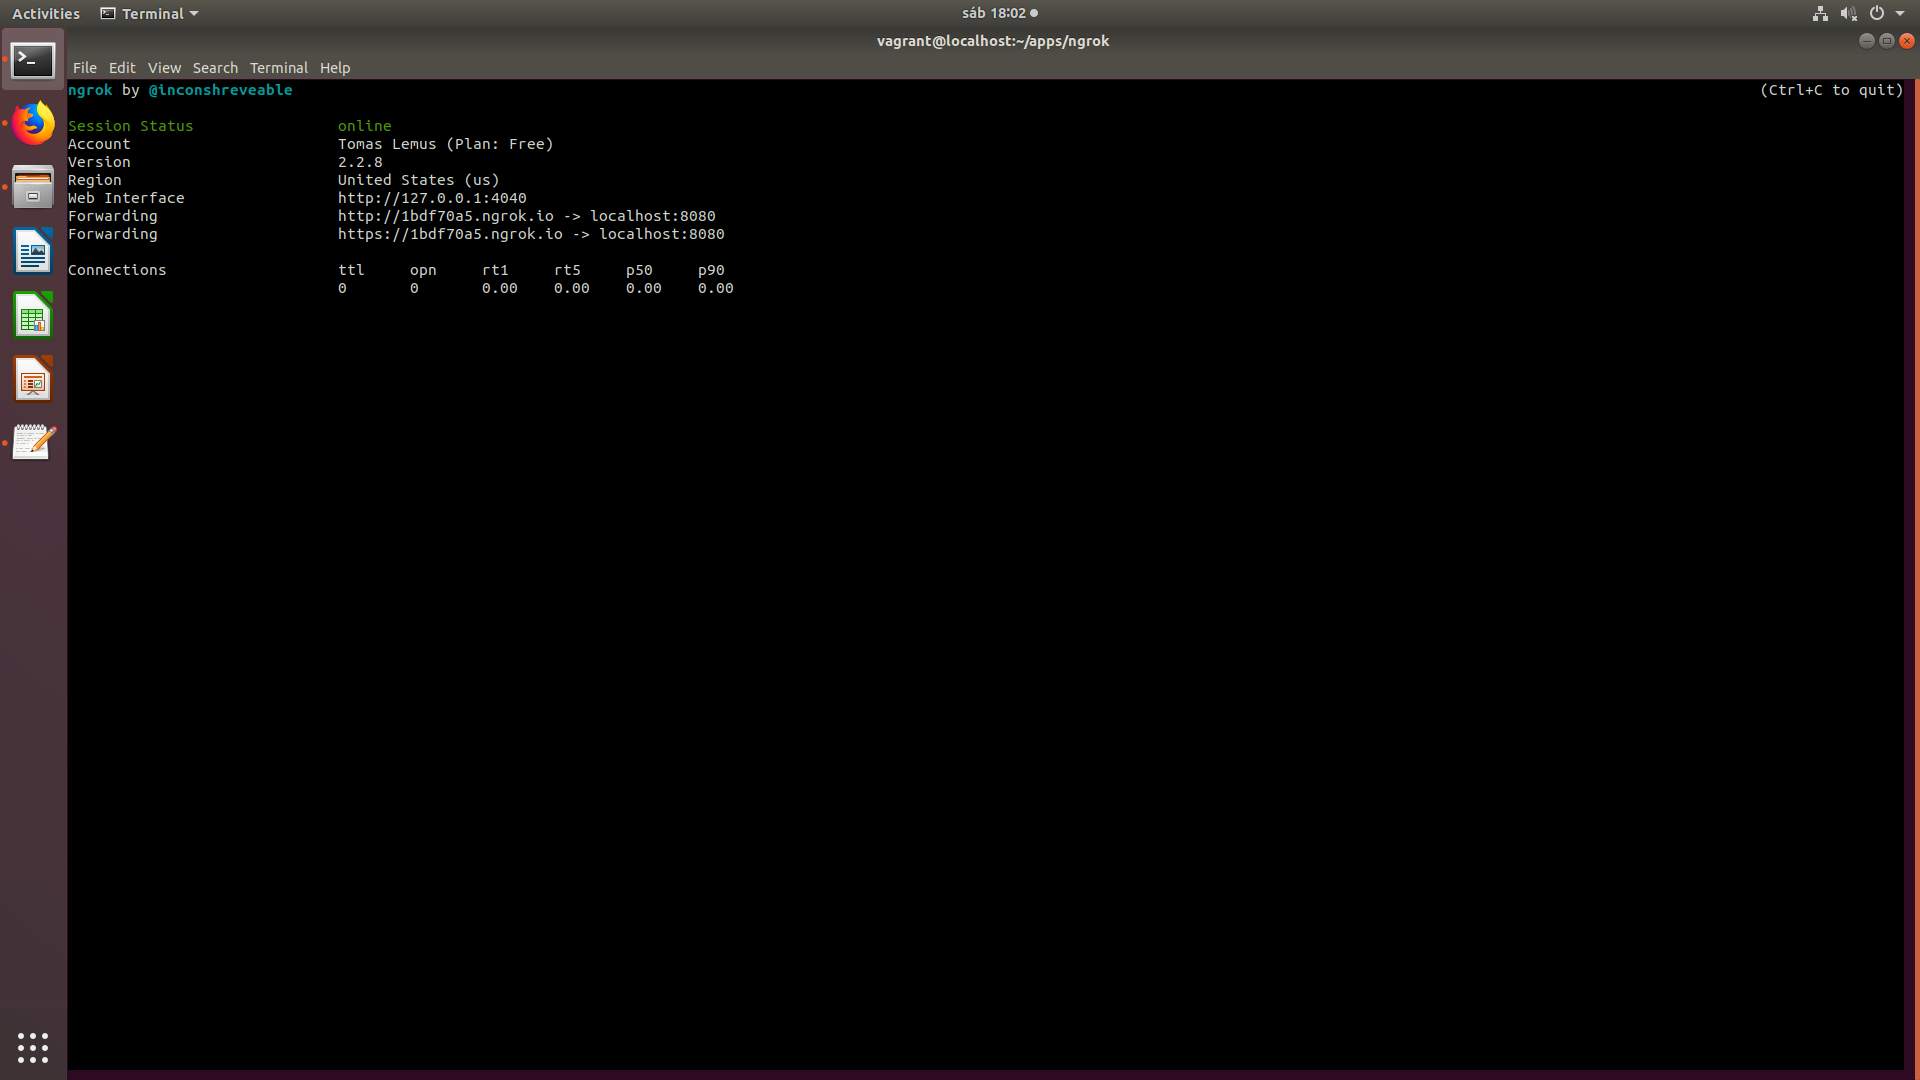 Activities Terminal sáb 18:02
vagrant@localhost:~/apps/ngrok
File Edit View Search Terminal Help
ngrok by @inconshreveable (Ctrl+C to quit)
Session Status online
Account Tomas Lemus (Plan: Free)
Version 2.2.8
Region United States (us)
Web Interface http://127.0.0.1:4040
Forwarding http://1bdf70a5.ngrok.io -> localhost:8080
Forwarding https://1bdf70a5.ngrok.io -> localhost:8080
Connections ttl opn rt1 rt5 p50 p90
0 0 0.00 0.00 0.00 0.00